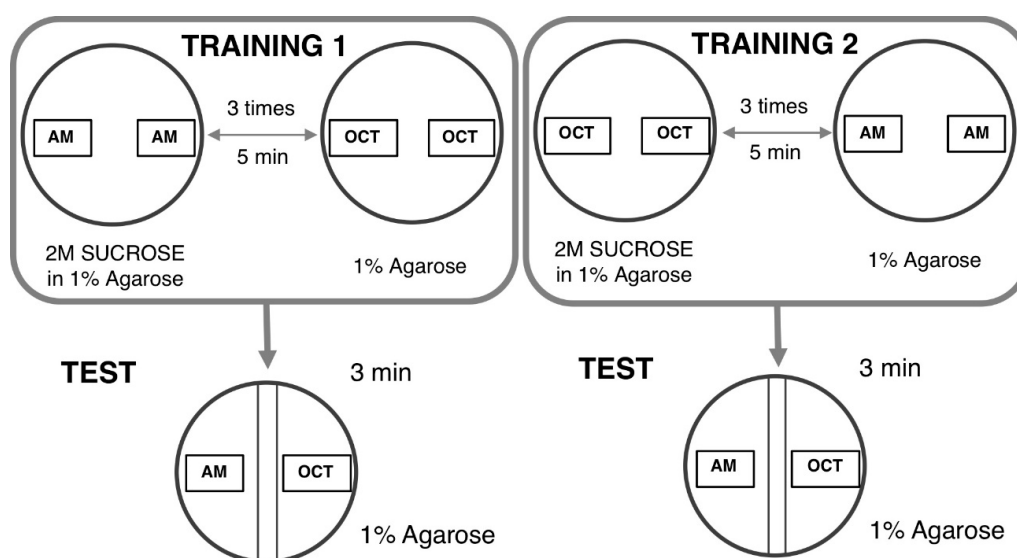 TRAINING 1
AM
AM
3 times
5 min
OCT
OCT
2M SUCROSE
in 1% Agarose
1% Agarose
TRAINING 2
OCT
OCT
3 times
5 min
AM
AM
2M SUCROSE
in 1% Agarose
1% Agarose
TEST
3 min
AM
OCT
1% Agarose
TEST
3 min
AM
OCT
1% Agarose